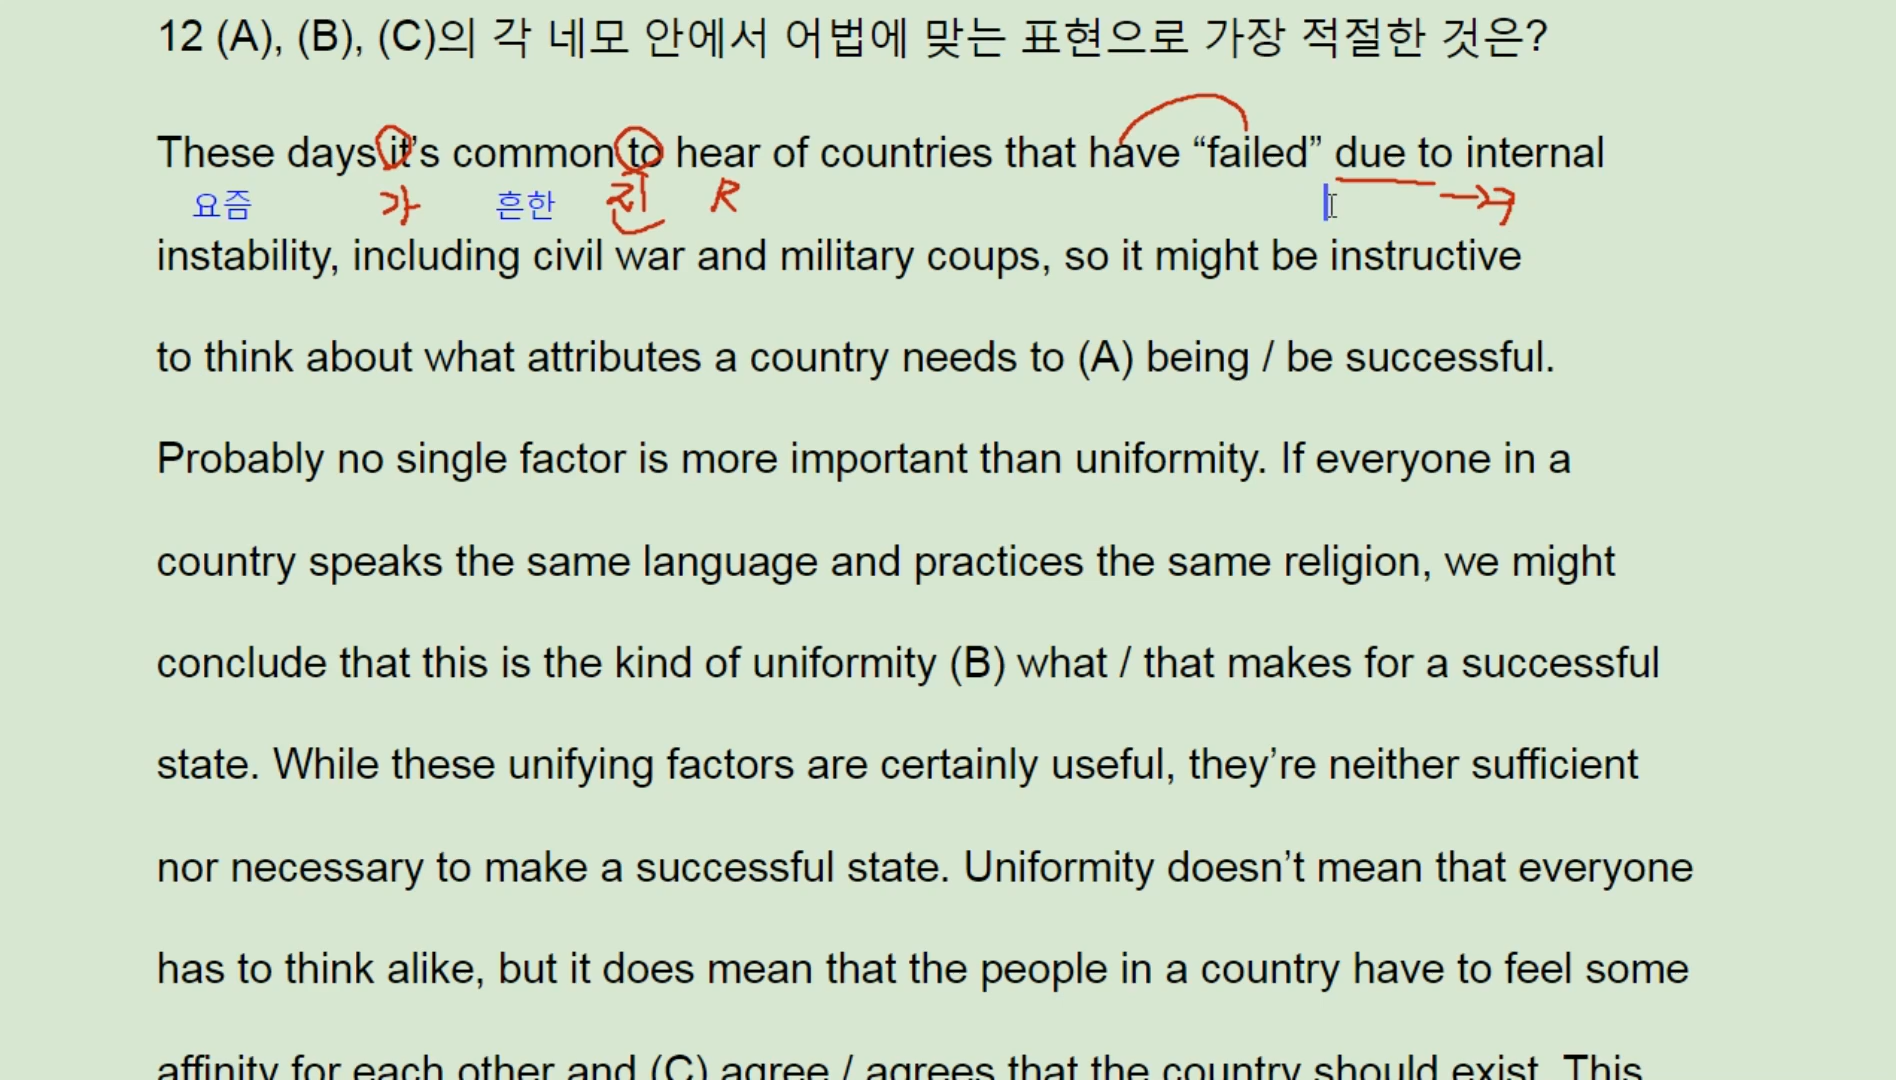 12 (A), (B), (C)의 각 네모 안에서 어법에 맞는 표현으로 가장 적절한 것은?
These days it’s common to hear of countries that have “failed” due to internal
요즘 가 흔한 진 R → 구
instability, including civil war and military coups, so it might be instructive
to think about what attributes a country needs to (A) being / be successful.
Probably no single factor is more important than uniformity. If everyone in a
country speaks the same language and practices the same religion, we might
conclude that this is the kind of uniformity (B) what / that makes for a successful
state. While these unifying factors are certainly useful, they’re neither sufficient
nor necessary to make a successful state. Uniformity doesn’t mean that everyone
has to think alike, but it does mean that the people in a country have to feel some
affinity for each other and (C) agree / agrees that the country should exist. This